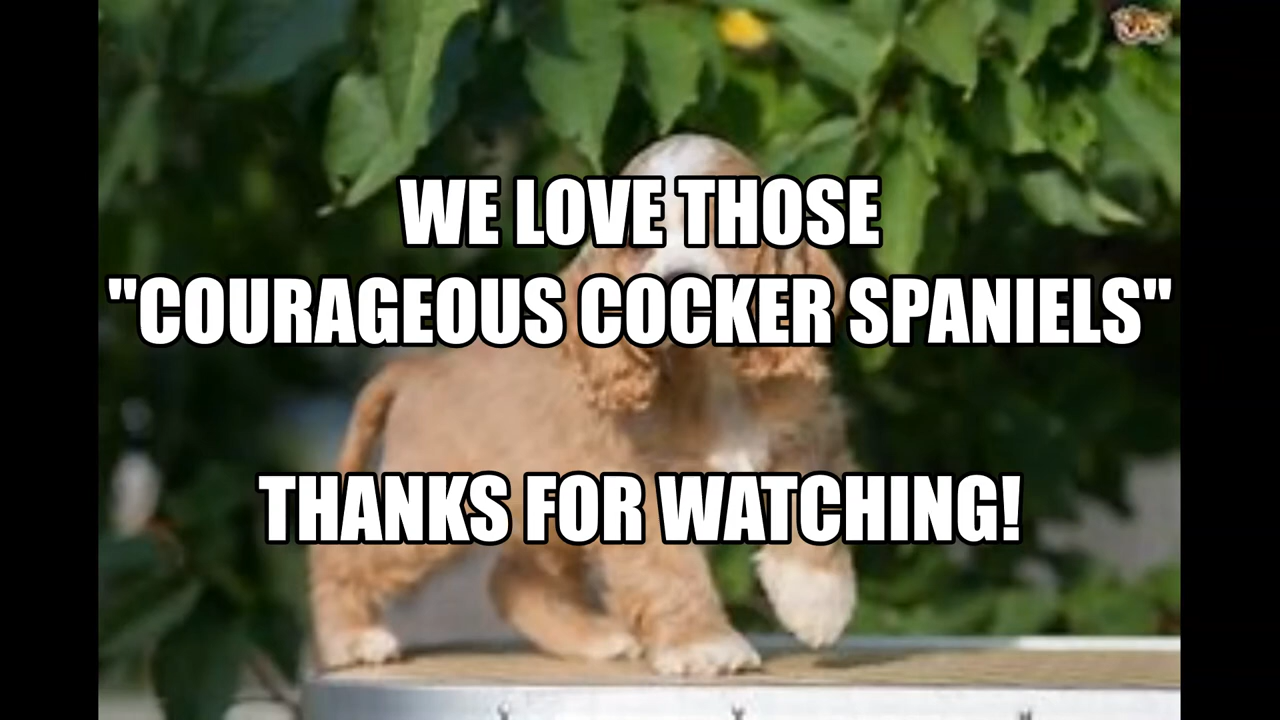 WE LOVE THOSE
"COURAGEOUS COCKER SPANIELS"
THANKS FOR WATCHING!